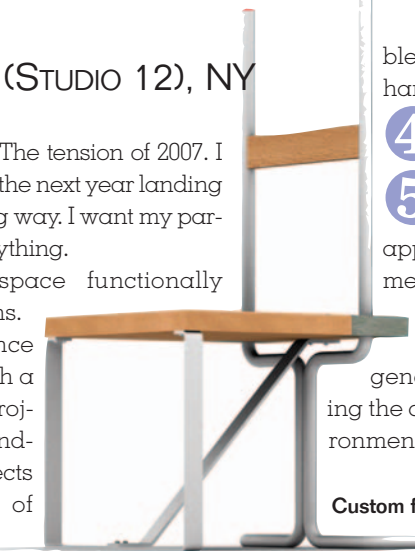 (STUDIO 12), NY
The tension of 2007. I
the next year landing
g way. I want my par-
ything.
space functionally
ns.
nce
h a
roj-
nd-
ects
of
ble
han
4
5
app
me
gen
ing the c
ronmen
Custom f